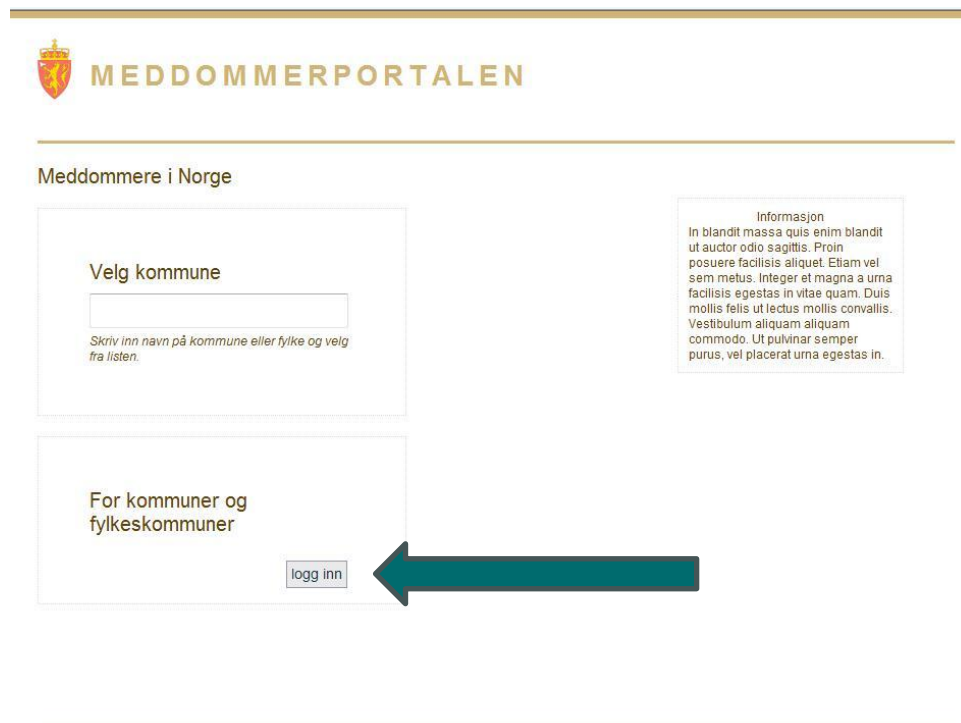 MEDDOMMERPORTALEN
Meddommere i Norge
Velg kommune
Skriv inn navn på kommune eller fylke og velg
fra listen.
For kommuner og
fylkeskommuner
logg inn
Informasjon
In blandit massa quis enim blandit
ut auctor odio sagittis. Proin
posuere facilisis aliquet. Etiam vel
sem metus. Integer et magna a urna
facilisis egestas in vitae quam. Duis
mollis felis ut lectus mollis convallis.
Vestibulum aliquam aliquam
commodo. Ut pulvinar semper
purus, vel placerat urna egestas in.